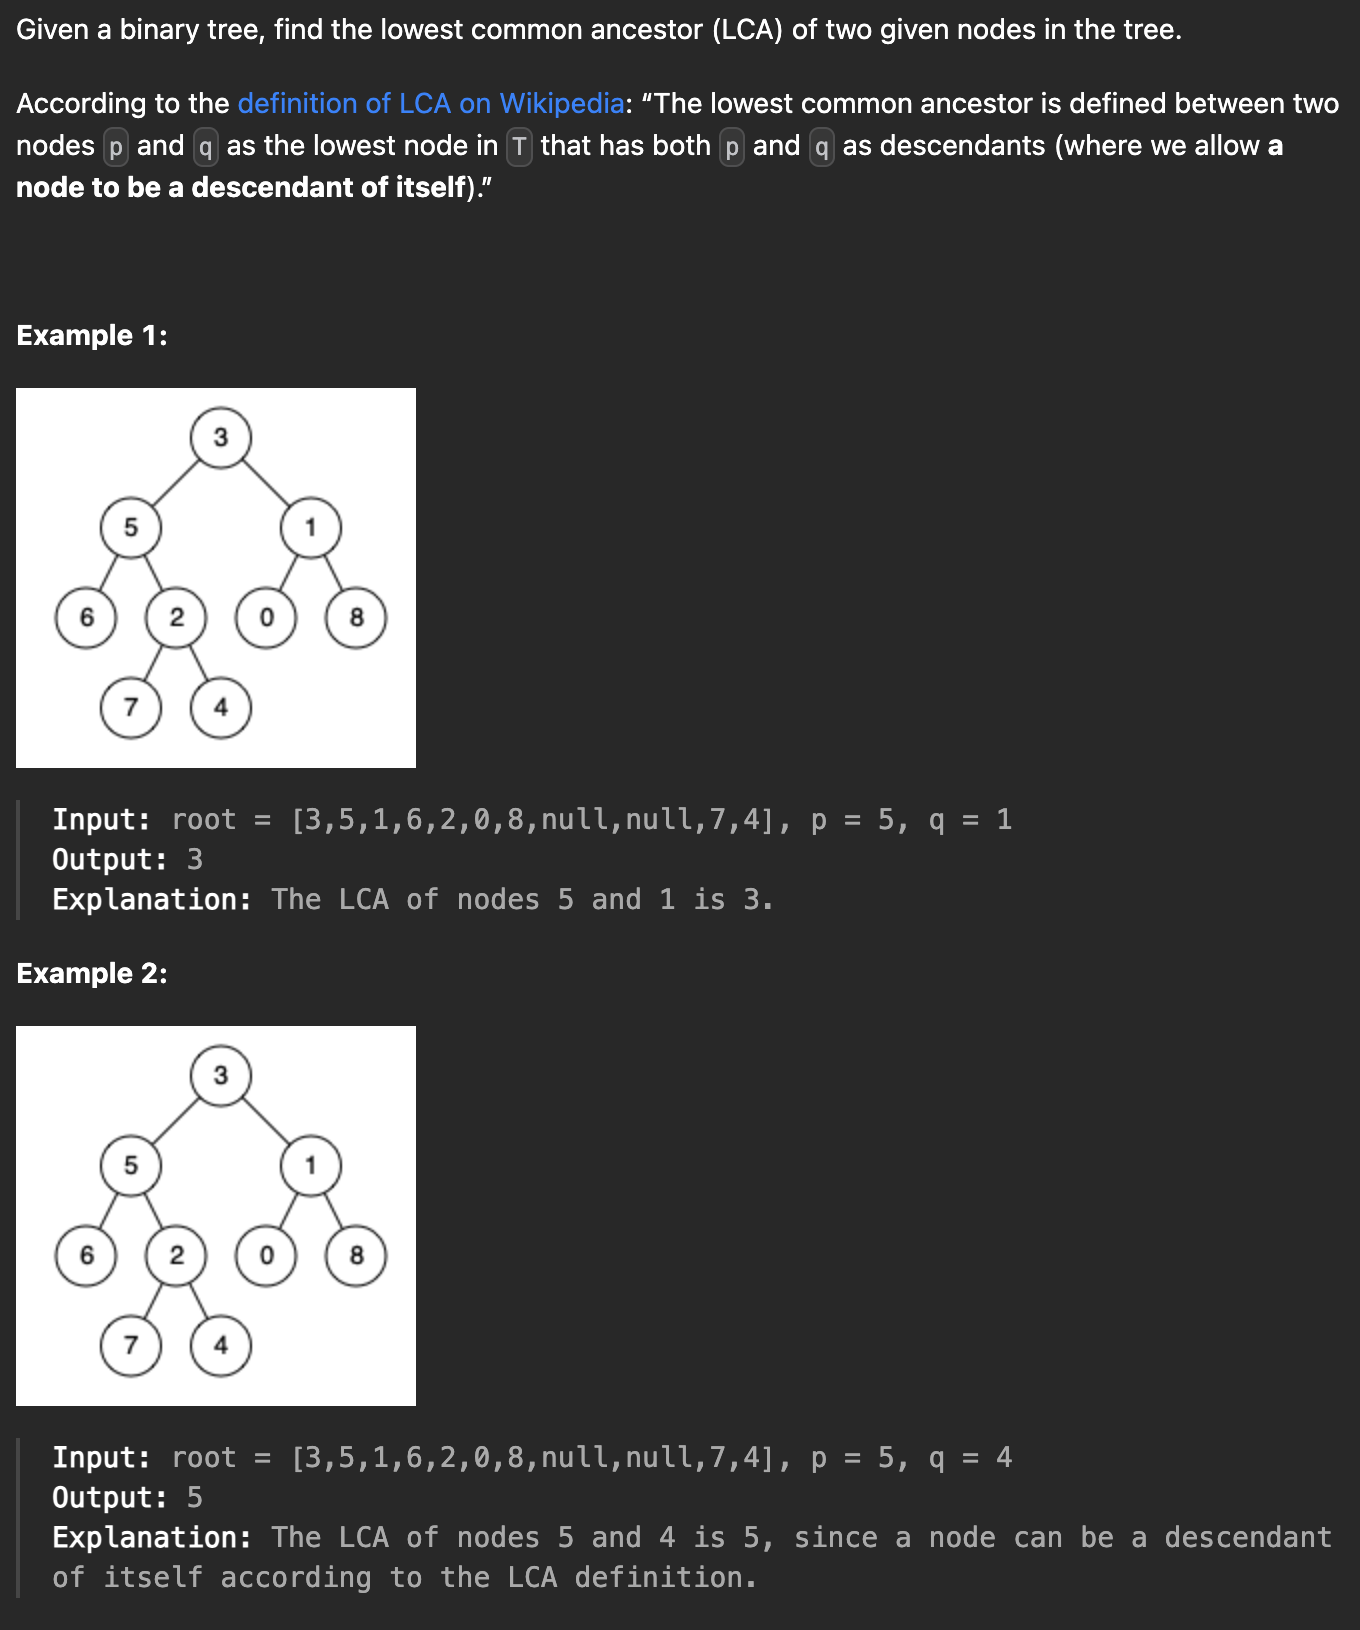 Given a binary tree, find the lowest common ancestor (LCA) of two given nodes in the tree.
According to the definition of LCA on Wikipedia: “The lowest common ancestor is defined between two
nodes p and q as the lowest node in T that has both p and q as descendants (where we allow a
node to be a descendant of itself).”
Example 1:
3
5 1
6 2 0 8
7 4
Input: root = [3,5,1,6,2,0,8,null,null,7,4], p = 5, q = 1
Output: 3
Explanation: The LCA of nodes 5 and 1 is 3.
Example 2:
3
5 1
6 2 0 8
7 4
Input: root = [3,5,1,6,2,0,8,null,null,7,4], p = 5, q = 4
Output: 5
Explanation: The LCA of nodes 5 and 4 is 5, since a node can be a descendant
of itself according to the LCA definition.